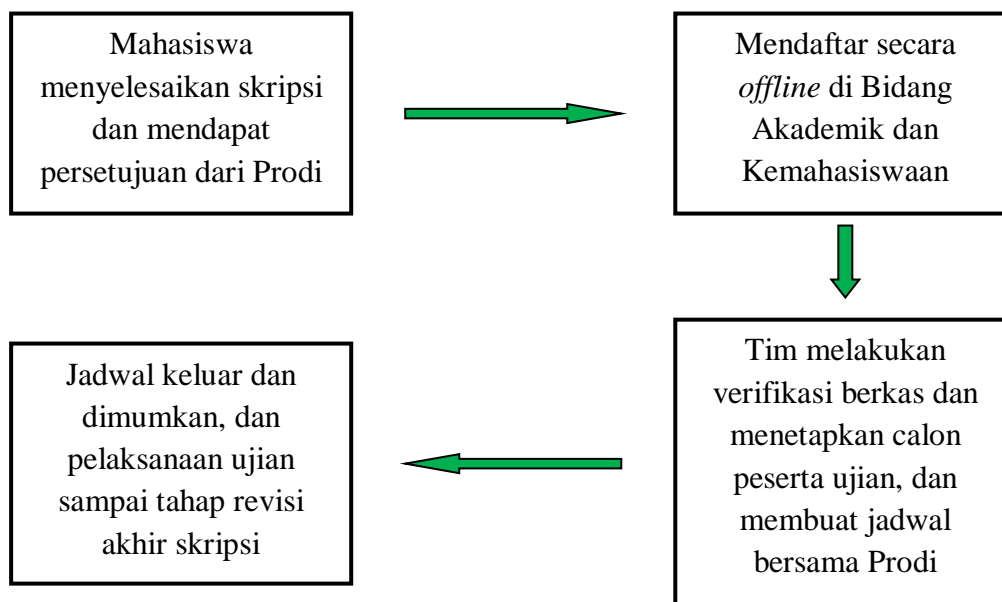 Mahasiswa
menyelesaikan skripsi
dan mendapat
persetujuan dari Prodi
Mendaftar secara
offline di Bidang
Akademik dan
Kemahasiswaan
Tim melakukan
verifikasi berkas dan
menetapkan calon
peserta ujian, dan
membuat jadwal
bersama Prodi
Jadwal keluar dan
dimumkan, dan
pelaksanaan ujian
sampai tahap revisi
akhir skripsi